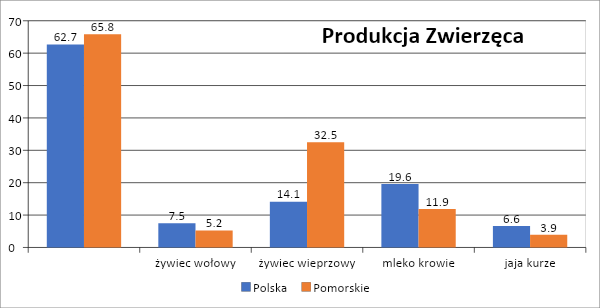 Produkcja Zwierzęca
70
60
50
40
30
20
10
0
62.7
65.8
7.5
5.2
14.1
32.5
19.6
11.9
6.6
3.9
żywiec wołowy
żywiec wieprzowy
mleko krowie
jaja kurze
Polska
Pomorskie